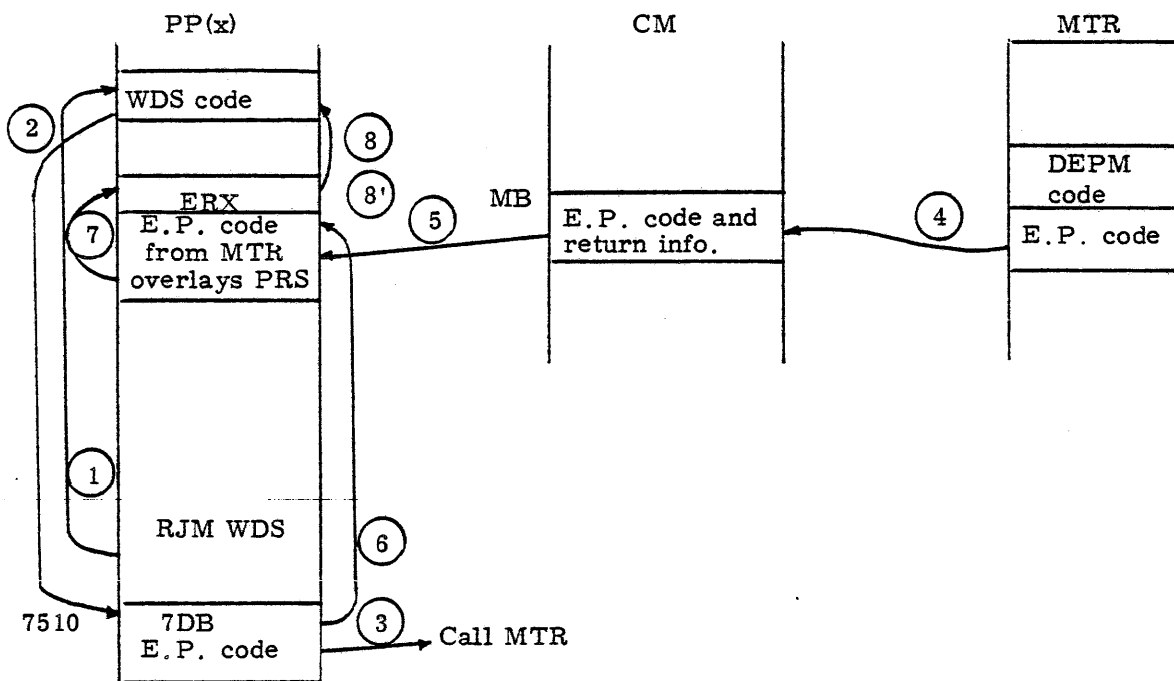 PP(x)
CM
MTR
WDS code
2
8
DEPM
code
ERX
8'
MB
7
E.P. code
from MTR
overlays PRS
5
E.P. code and
return info.
4
E.P. code
1
RJM WDS
6
7510
7DB
E.P. code
3
Call MTR